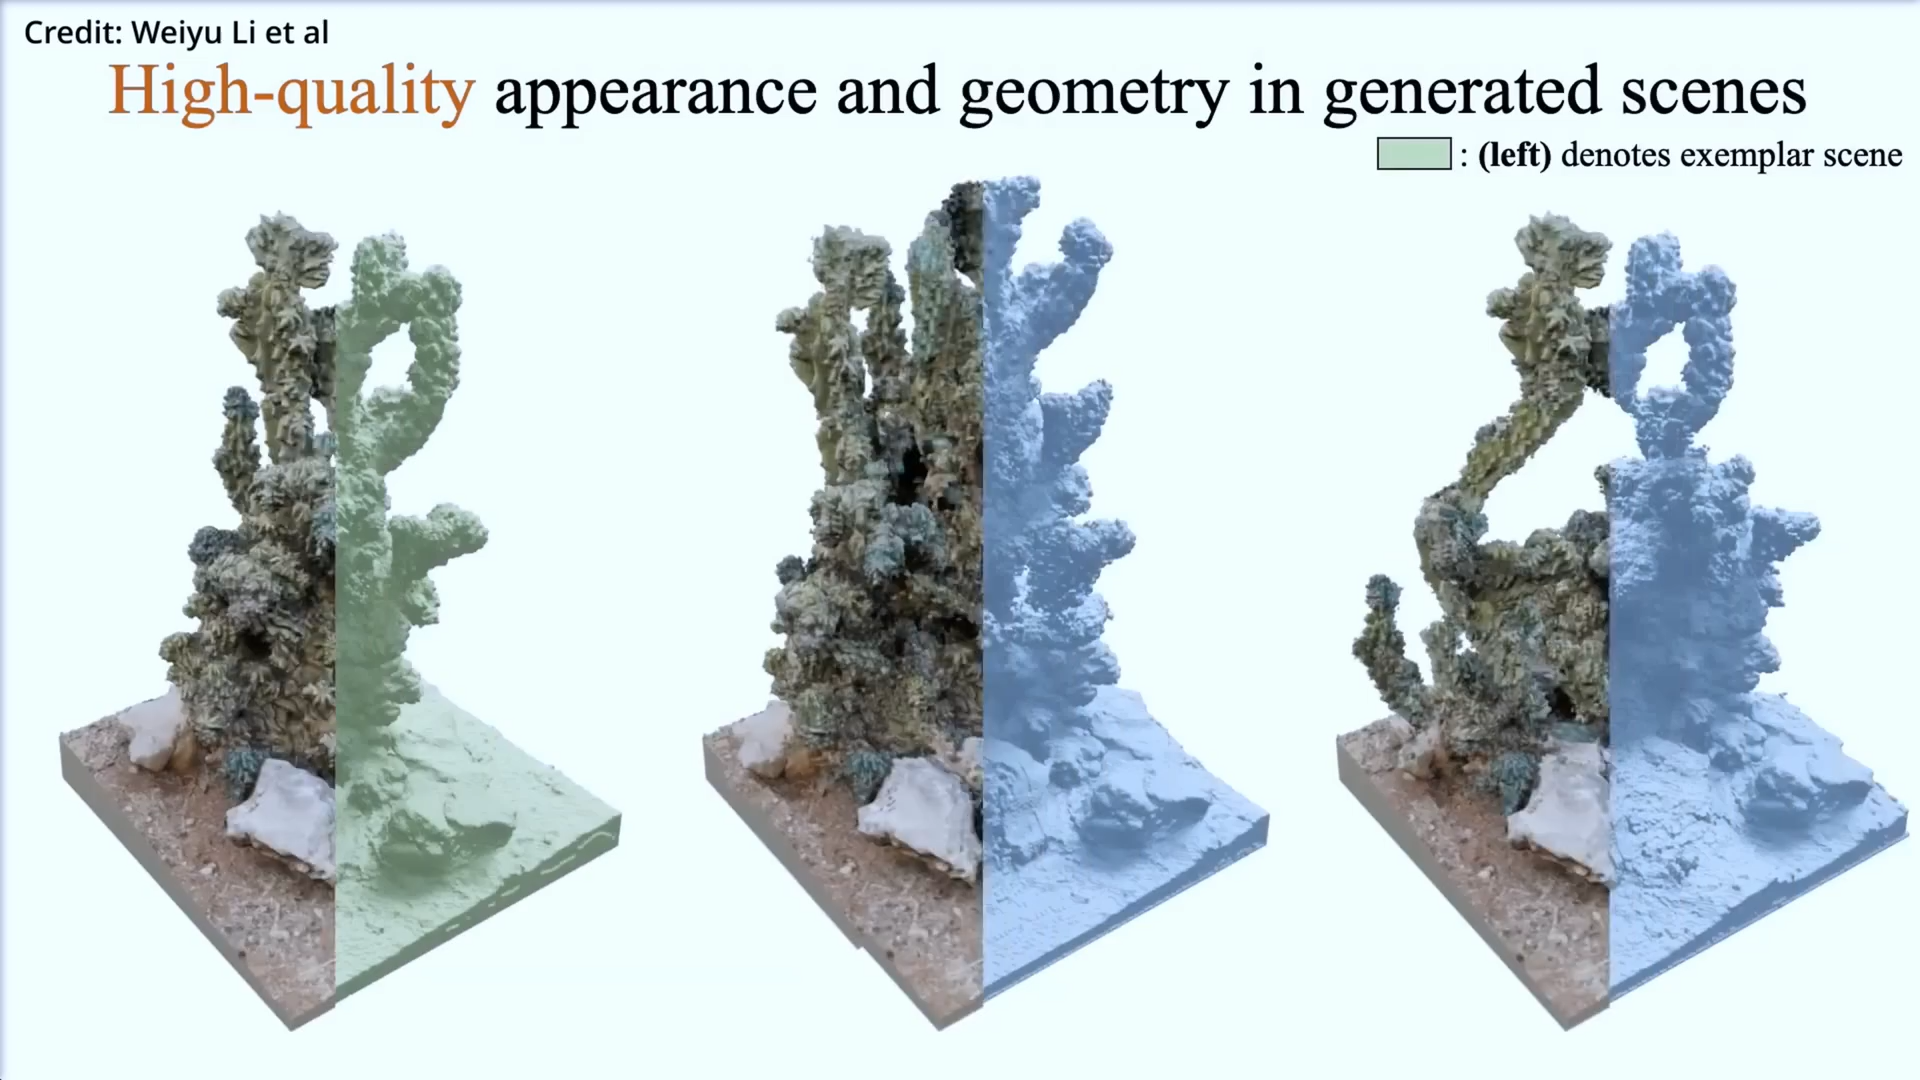 Credit: Weiyu Li et al
High-quality appearance and geometry in generated scenes
: (left) denotes exemplar scene